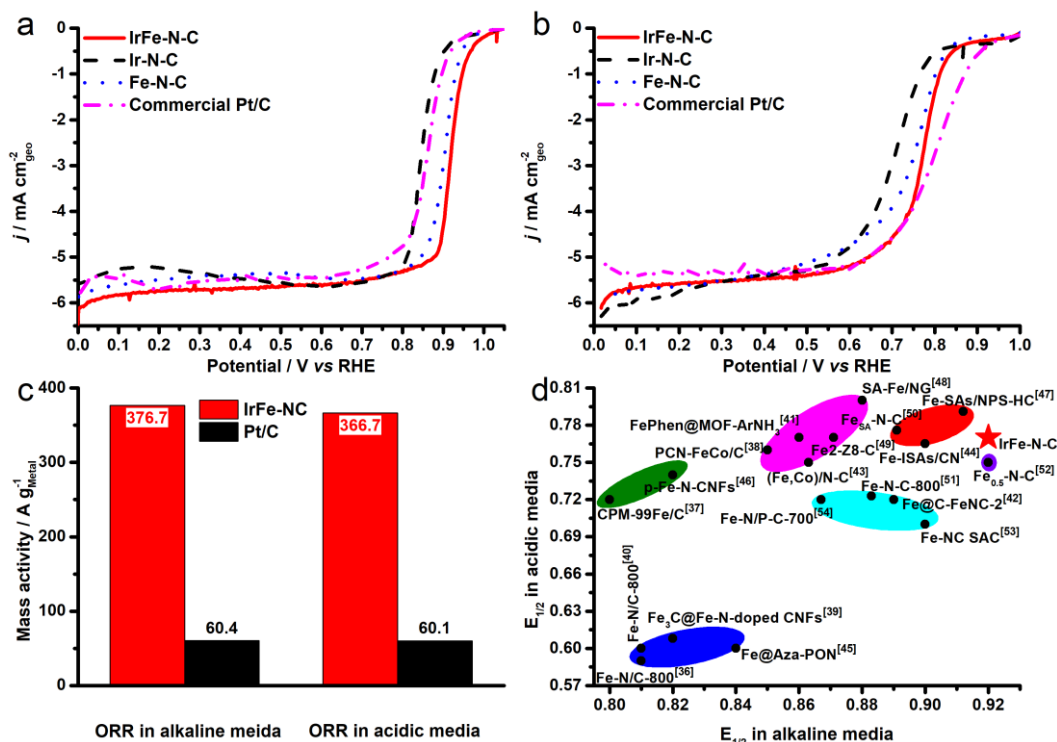 a
IrFe-N-C
Ir-N-C
Fe-N-C
Commercial Pt/C
0
-1
-2
-3
-4
-5
-6
j / mA cm⁻²geo
0.0 0.1 0.2 0.3 0.4 0.5 0.6 0.7 0.8 0.9 1.0
Potential / V vs RHE
b
IrFe-N-C
Ir-N-C
Fe-N-C
Commercial Pt/C
0
-1
-2
-3
-4
-5
-6
j / mA cm⁻²geo
0.0 0.1 0.2 0.3 0.4 0.5 0.6 0.7 0.8 0.9 1.0
Potential / V vs RHE
c
IrFe-NC
Pt/C
400
300
200
100
0
Mass activity / A g⁻¹Metal
376.7
60.4
366.7
60.1
ORR in alkaline meida
ORR in acidic media
d
0.81
0.78
0.75
0.72
0.69
0.66
0.63
0.60
0.57
E1/2 in acidic media
SA-Fe/NG[48]
Fe-SAs/NPS-HC[47]
FePhen@MOF-ArNH3[41]
FeSA-N-C[50]
IrFe-N-C
PCN-FeCo/C[38]
Fe2-Z8-C[49]
Fe-ISAs/CN[44]
(Fe,Co)/N-C[43]
Fe0.5-N-C[52]
p-Fe-N-CNFs[46]
Fe-N-C-800[51]
CPM-99Fe/C[37]
Fe-N/P-C-700[54]
Fe@C-FeNC-2[42]
Fe-NC SAC[53]
Fe-N/C-800[40]
Fe3C@Fe-N-doped CNFs[39]
Fe@Aza-PON[45]
Fe-N/C-800[36]
0.80 0.82 0.84 0.86 0.88 0.90 0.92
E1/2 in alkaline media